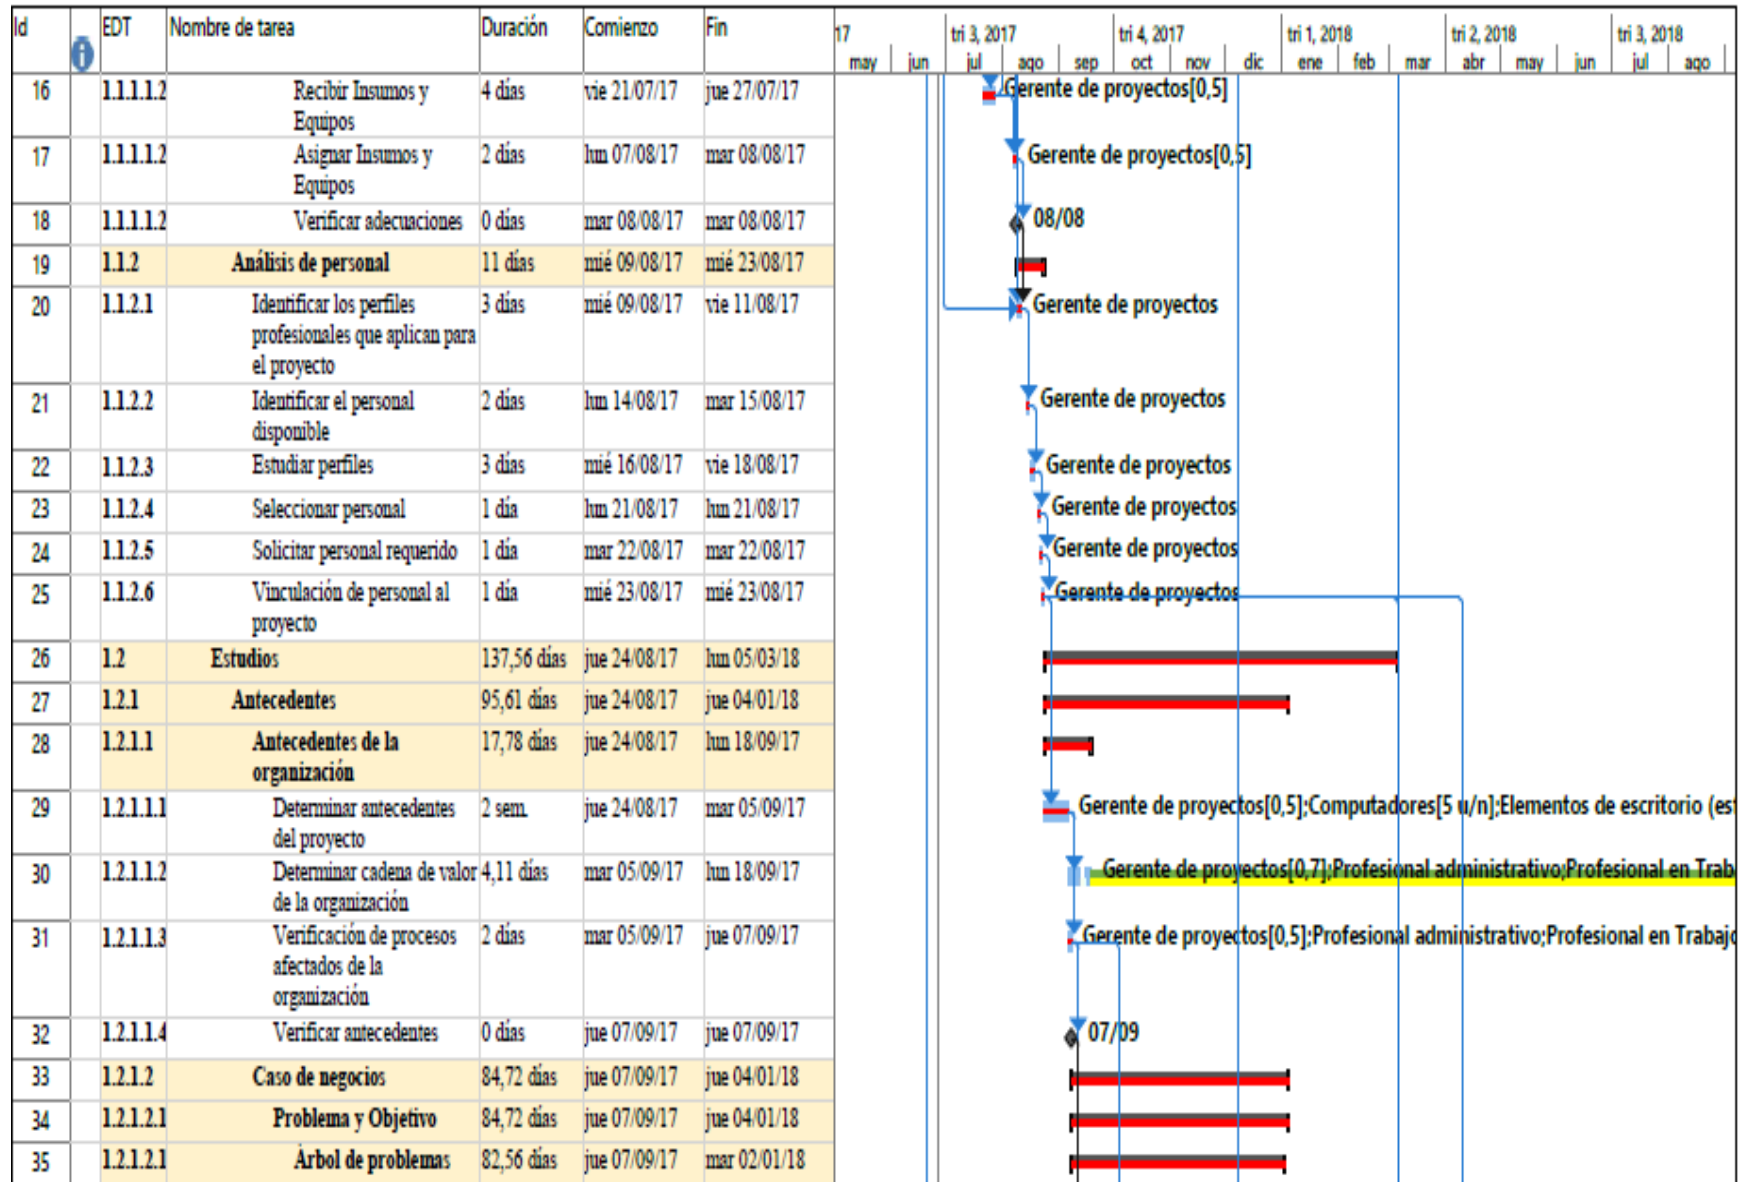 Id EDT Nombre de tarea Duración Comienzo Fin
17 tri 3, 2017 tri 4, 2017 tri 1, 2018 tri 2, 2018 tri 3, 2018
may jun jul ago sep oct nov dic ene feb mar abr may jun jul ago
16 1.1.1.1.2 Recibir Insumos y 4 días vie 21/07/17 jue 27/07/17 Gerente de proyectos[0,5]
Equipos
17 1.1.1.1.2 Asignar Insumos y 2 días lun 07/08/17 mar 08/08/17 Gerente de proyectos[0,5]
Equipos
18 1.1.1.1.2 Verificar adecuaciones 0 días mar 08/08/17 mar 08/08/17 08/08
19 1.1.2 Análisis de personal 11 días mié 09/08/17 mié 23/08/17
20 1.1.2.1 Identificar los perfiles 3 días mié 09/08/17 vie 11/08/17 Gerente de proyectos
profesionales que aplican para
el proyecto
21 1.1.2.2 Identificar el personal 2 días lun 14/08/17 mar 15/08/17 Gerente de proyectos
disponible
22 1.1.2.3 Estudiar perfiles 3 días mié 16/08/17 vie 18/08/17 Gerente de proyectos
23 1.1.2.4 Seleccionar personal 1 día lun 21/08/17 lun 21/08/17 Gerente de proyectos
24 1.1.2.5 Solicitar personal requerido 1 día mar 22/08/17 mar 22/08/17 Gerente de proyectos
25 1.1.2.6 Vinculación de personal al 1 día mié 23/08/17 mié 23/08/17 Gerente de proyectos
proyecto
26 1.2 Estudios 137,56 días jue 24/08/17 lun 05/03/18
27 1.2.1 Antecedentes 95,61 días jue 24/08/17 jue 04/01/18
28 1.2.1.1 Antecedentes de la 17,78 días jue 24/08/17 lun 18/09/17
organización
29 1.2.1.1.1 Determinar antecedentes 2 sem. jue 24/08/17 mar 05/09/17 Gerente de proyectos[0,5];Computadores[5 u/n];Elementos de escritorio (es
del proyecto
30 1.2.1.1.2 Determinar cadena de valor 4,11 días mar 05/09/17 lun 18/09/17 Gerente de proyectos[0,7];Profesional administrativo;Profesional en Trab
de la organización
31 1.2.1.1.3 Verificación de procesos 2 días mar 05/09/17 jue 07/09/17 Gerente de proyectos[0,5];Profesional administrativo;Profesional en Trabajo
afectados de la
organización
32 1.2.1.1.4 Verificar antecedentes 0 días jue 07/09/17 jue 07/09/17 07/09
33 1.2.1.2 Caso de negocios 84,72 días jue 07/09/17 jue 04/01/18
34 1.2.1.2.1 Problema y Objetivo 84,72 días jue 07/09/17 jue 04/01/18
35 1.2.1.2.1 Árbol de problemas 82,56 días jue 07/09/17 mar 02/01/18